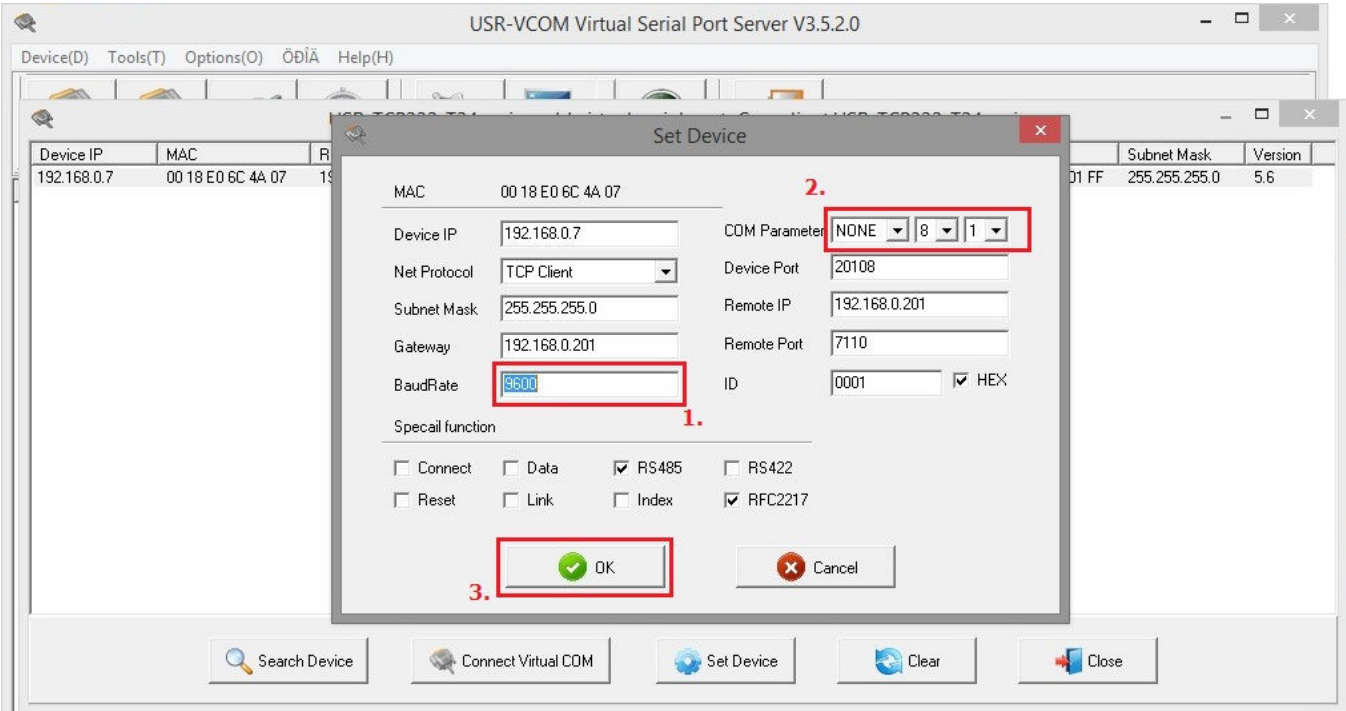 USR-VCOM Virtual Serial Port Server V3.5.2.0
Device(D) Tools(T) Options(O) ÖÐÎÄ Help(H)
Set Device
Device IP MAC R Subnet Mask Version
192.168.0.7 00 18 E0 6C 4A 07 19 01 FF 255.255.255.0 5.6
MAC 00 18 E0 6C 4A 07
2.
Device IP 192.168.0.7 COM Parameter NONE 8 1
Net Protocol TCP Client Device Port 20108
Subnet Mask 255.255.255.0 Remote IP 192.168.0.201
Gateway 192.168.0.201 Remote Port 7110
BaudRate 9600 ID 0001 HEX
1.
Specail function
Connect Data RS485 RS422
Reset Link Index RFC2217
OK Cancel
3.
Search Device Connect Virtual COM Set Device Clear Close